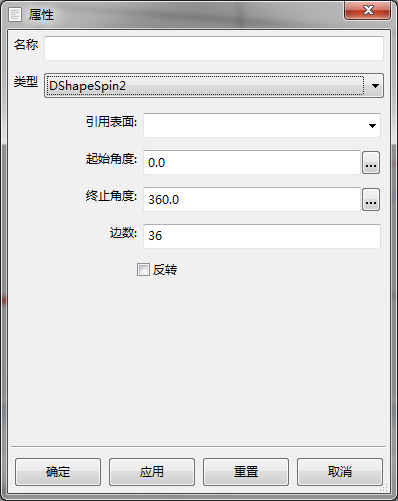 属性
名称
类型 DShapeSpin2
引用表面:
起始角度: 0.0 ...
终止角度: 360.0 ...
边数: 36
反转
确定 应用 重置 取消